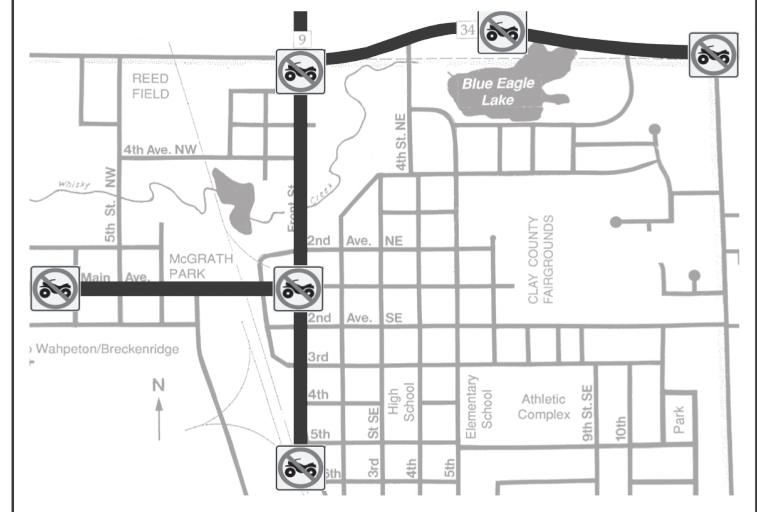 9
34
REED
FIELD
Blue Eagle
Lake
4th Ave. NW
4th St. NE
Whisky
Creek
5th St. NW
Front St.
2nd Ave. NE
McGRATH
PARK
CLAY COUNTY
FAIRGROUNDS
Main Ave.
2nd Ave. SE
Wahpeton/Breckenridge
3rd
N
4th
High
School
Elementary
School
Athletic
Complex
9th St. SE
10th
Park
5th
St SE
6th
3rd
4th
5th